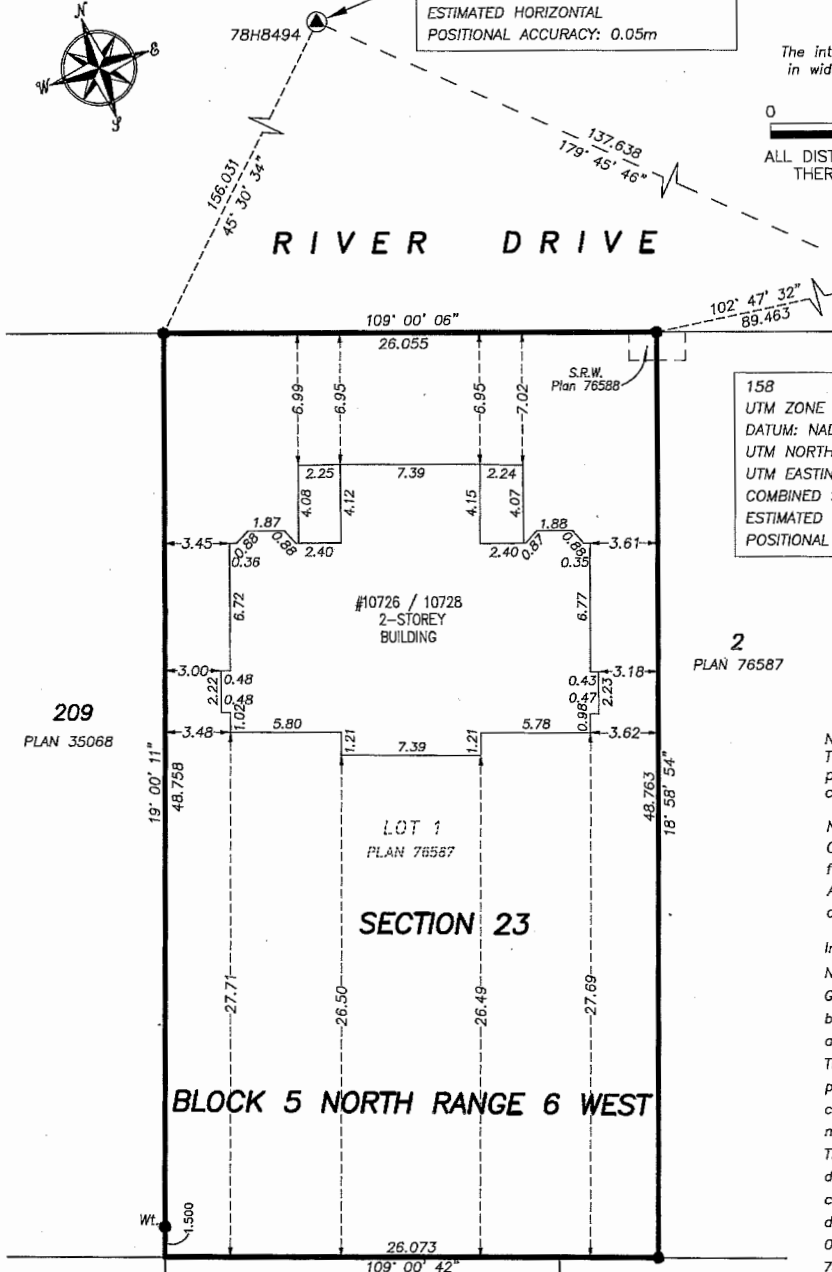 N
E
W
S
78H8494
ESTIMATED HORIZONTAL
POSITIONAL ACCURACY: 0.05m
The int
in wid
0
ALL DIST
THER
156.031
45° 30' 34"
137.638
179° 45' 46"
RIVER DRIVE
102° 47' 32"
89.463
109° 00' 06"
26.055
S.R.W.
Plan 76588
158
UTM ZONE
DATUM: NAD
UTM NORTH
UTM EASTIN
COMBINED
ESTIMATED
POSITIONAL
6.99
6.95
6.95
7.02
2.25
7.39
2.24
4.08
4.12
4.15
4.07
1.87
1.88
3.45
0.88
0.88
2.40
2.40
0.87
0.88
3.61
0.36
0.35
6.72
6.77
#10726 / 10728
2-STOREY
BUILDING
2
PLAN 76587
3.00
0.48
0.43
3.18
2.22
0.48
0.47
2.23
209
PLAN 35068
1.02
0.98
3.48
5.80
5.78
3.62
1.21
7.39
1.21
19° 00' 11"
48.758
48.763
18° 58' 54"
LOT 1
PLAN 76587
SECTION 23
27.71
26.50
26.49
27.69
BLOCK 5 NORTH RANGE 6 WEST
Wt.
1.500
26.073
109° 00' 42"
N
T
p
c
N
C
f
A
c
In
N
G
b
a
T
p
c
n
T
d
c
d
O
7